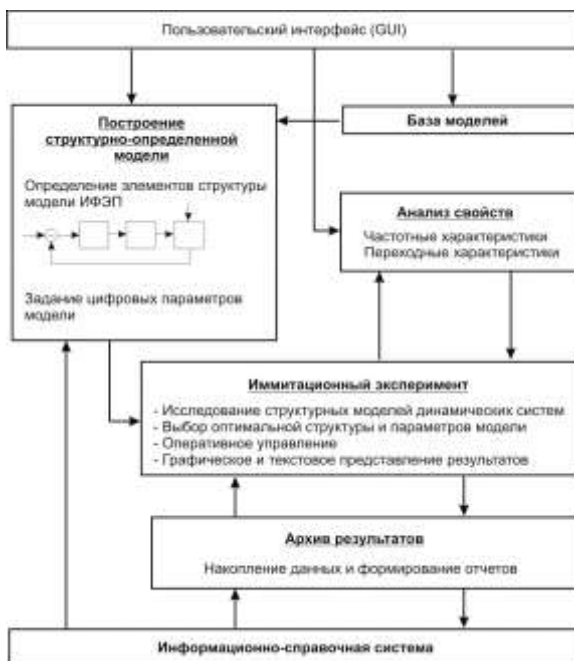 Пользовательский интерфейс (GUI)
Построение
структурно-определенной
модели
База моделей
Определение элементов структуры
модели ИФЭП
Анализ свойств
Частотные характеристики
Переходные характеристики
Задание цифровых параметров
модели
Иммитационный эксперимент
- Исследование структурных моделей динамических систем
- Выбор оптимальной структуры и параметров модели
- Оперативное управление
- Графическое и текстовое представление результатов
Архив результатов
Накопление данных и формирование отчетов
Информационно-справочная система